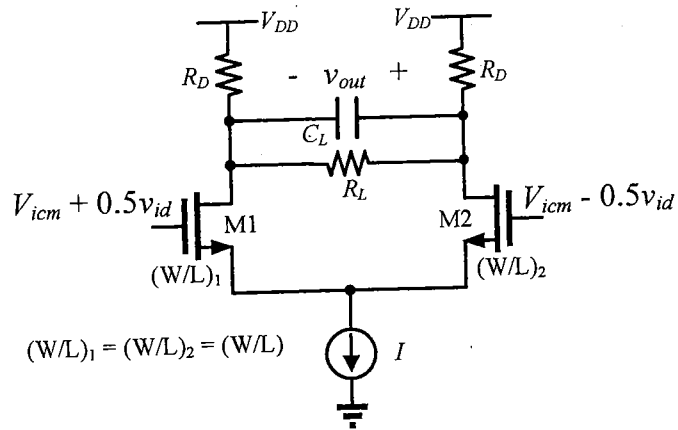 V_DD V_DD
R_D - v_out + R_D
C_L
R_L
V_icm + 0.5v_id M1 M2 V_icm - 0.5v_id
(W/L)_1 (W/L)_2
(W/L)_1 = (W/L)_2 = (W/L) I